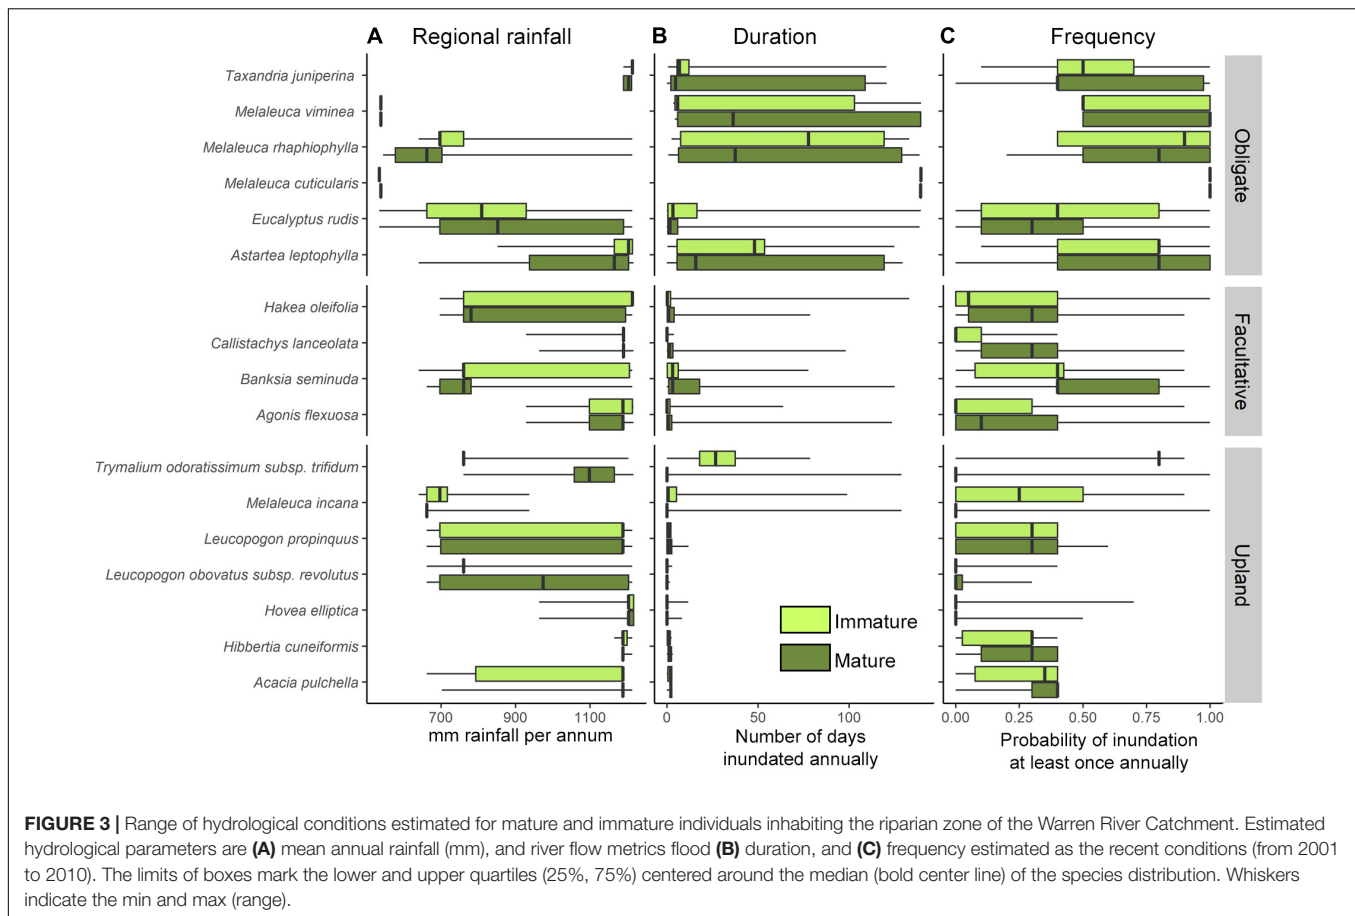 A Regional rainfall B Duration C Frequency
Taxandria juniperina
Melaleuca viminea
Melaleuca rhaphiophylla
Melaleuca cuticularis
Eucalyptus rudis
Astartea leptophylla
Obligate
Hakea oleifolia
Callistachys lanceolata
Banksia seminuda
Agonis flexuosa
Facultative
Trymalium odoratissimum subsp. trifidum
Melaleuca incana
Leucopogon propinquus
Leucopogon obovatus subsp. revolutus
Hovea elliptica
Hibbertia cuneiformis
Acacia pulchella
Upland
Immature
Mature
700 900 1100
mm rainfall per annum
0 50 100
Number of days
inundated annually
0.00 0.25 0.50 0.75 1.00
Probability of inundation
at least once annually
FIGURE 3 | Range of hydrological conditions estimated for mature and immature individuals inhabiting the riparian zone of the Warren River Catchment. Estimated
hydrological parameters are (A) mean annual rainfall (mm), and river flow metrics flood (B) duration, and (C) frequency estimated as the recent conditions (from 2001
to 2010). The limits of boxes mark the lower and upper quartiles (25%, 75%) centered around the median (bold center line) of the species distribution. Whiskers
indicate the min and max (range).